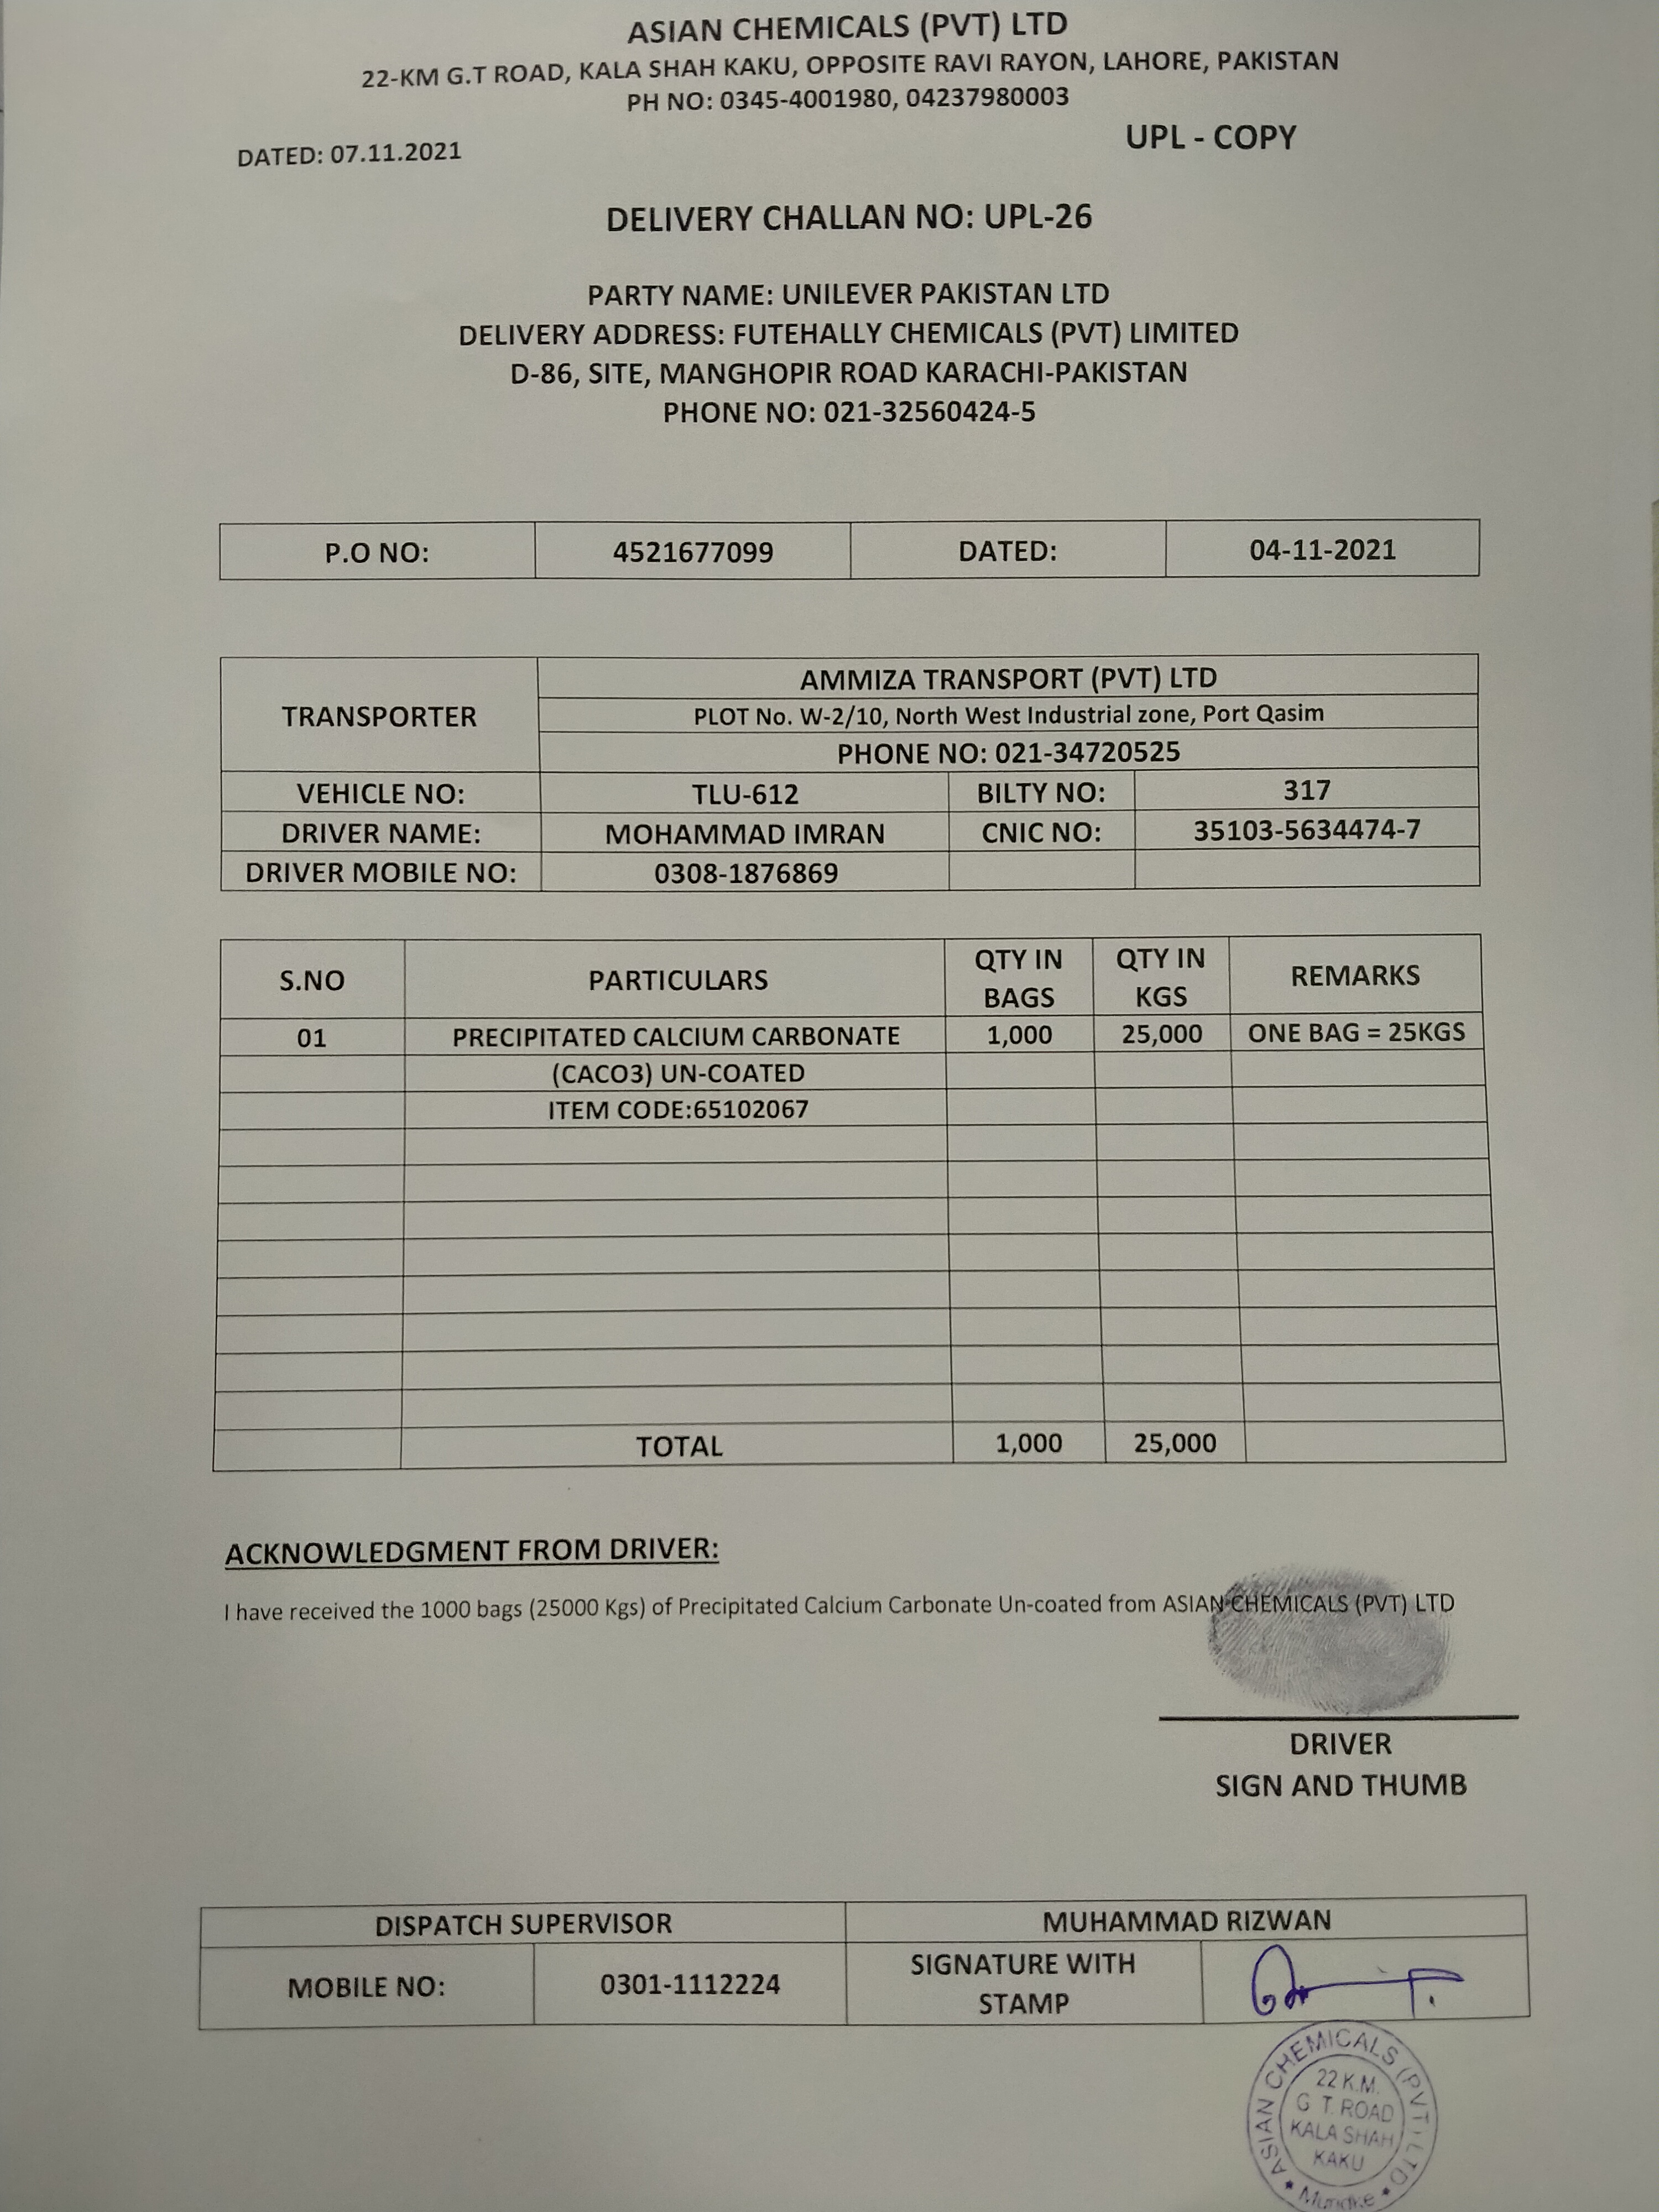 ASIAN CHEMICALS (PVT) LTD
22-KM G.T ROAD, KALA SHAH KAKU, OPPOSITE RAVI RAYON, LAHORE, PAKISTAN
PH NO: 0345-4001980, 04237980003
UPL - COPY
DATED: 07.11.2021
DELIVERY CHALLAN NO: UPL-26
PARTY NAME: UNILEVER PAKISTAN LTD
DELIVERY ADDRESS: FUTEHALLY CHEMICALS (PVT) LIMITED
D-86, SITE, MANGHOPIR ROAD KARACHI-PAKISTAN
PHONE NO: 021-32560424-5
P.O NO: 4521677099 DATED: 04-11-2021
TRANSPORTER
AMMIZA TRANSPORT (PVT) LTD
PLOT No. W-2/10, North West Industrial zone, Port Qasim
PHONE NO: 021-34720525
VEHICLE NO: TLU-612 BILTY NO: 317
DRIVER NAME: MOHAMMAD IMRAN CNIC NO: 35103-5634474-7
DRIVER MOBILE NO: 0308-1876869
S.NO PARTICULARS QTY IN BAGS QTY IN KGS REMARKS
01 PRECIPITATED CALCIUM CARBONATE 1,000 25,000 ONE BAG = 25KGS
(CACO3) UN-COATED
ITEM CODE:65102067
TOTAL 1,000 25,000
ACKNOWLEDGMENT FROM DRIVER:
I have received the 1000 bags (25000 Kgs) of Precipitated Calcium Carbonate Un-coated from ASIAN CHEMICALS (PVT) LTD
DRIVER
SIGN AND THUMB
DISPATCH SUPERVISOR MUHAMMAD RIZWAN
MOBILE NO: 0301-1112224 SIGNATURE WITH STAMP
ASIAN CHEMICALS (PVT) LTD
22 K.M.
G T. ROAD
KALA SHAH
KAKU
Muridke